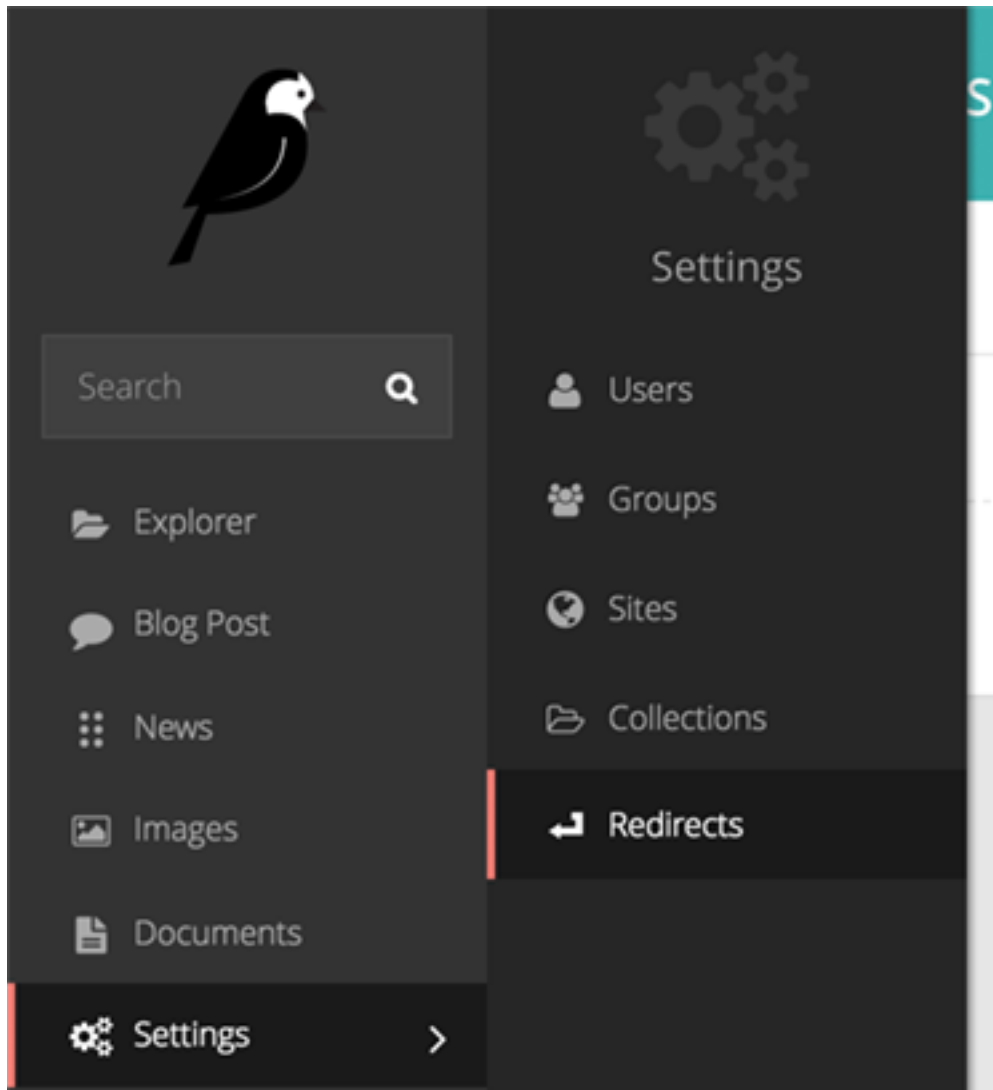 Search
Explorer
Blog Post
News
Images
Documents
Settings
Settings
Users
Groups
Sites
Collections
Redirects